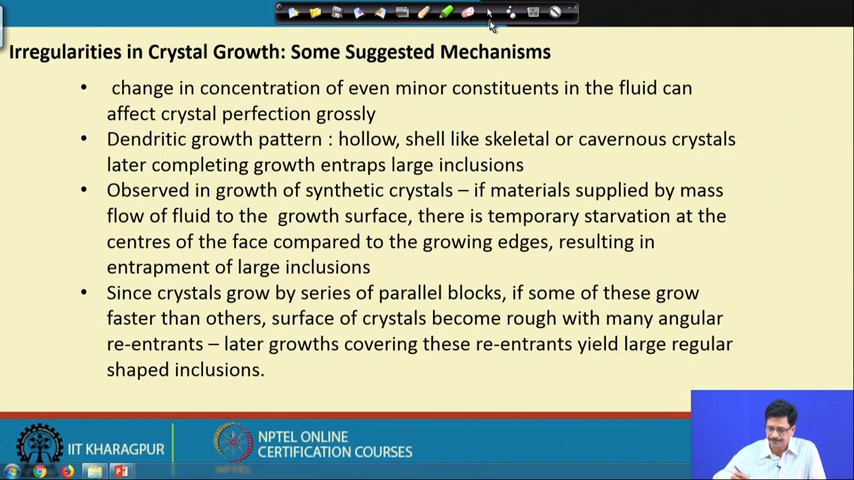 Irregularities in Crystal Growth: Some Suggested Mechanisms
• change in concentration of even minor constituents in the fluid can
affect crystal perfection grossly
• Dendritic growth pattern : hollow, shell like skeletal or cavernous crystals
later completing growth entraps large inclusions
• Observed in growth of synthetic crystals – if materials supplied by mass
flow of fluid to the growth surface, there is temporary starvation at the
centres of the face compared to the growing edges, resulting in
entrapment of large inclusions
• Since crystals grow by series of parallel blocks, if some of these grow
faster than others, surface of crystals become rough with many angular
re-entrants – later growths covering these re-entrants yield large regular
shaped inclusions.
IIT KHARAGPUR
NPTEL ONLINE
CERTIFICATION COURSES
NPTEL